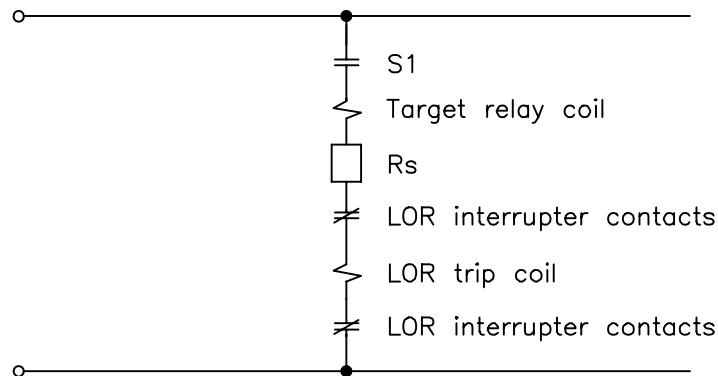 S1
Target relay coil
Rs
LOR interrupter contacts
LOR trip coil
LOR interrupter contacts